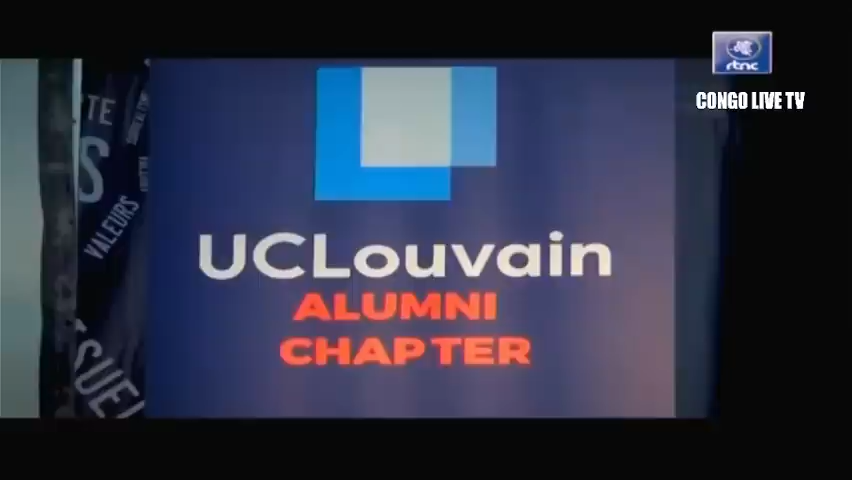 rtnc
CONGO LIVE TV
VALEURS
UCLouvain
ALUMNI
CHAPTER